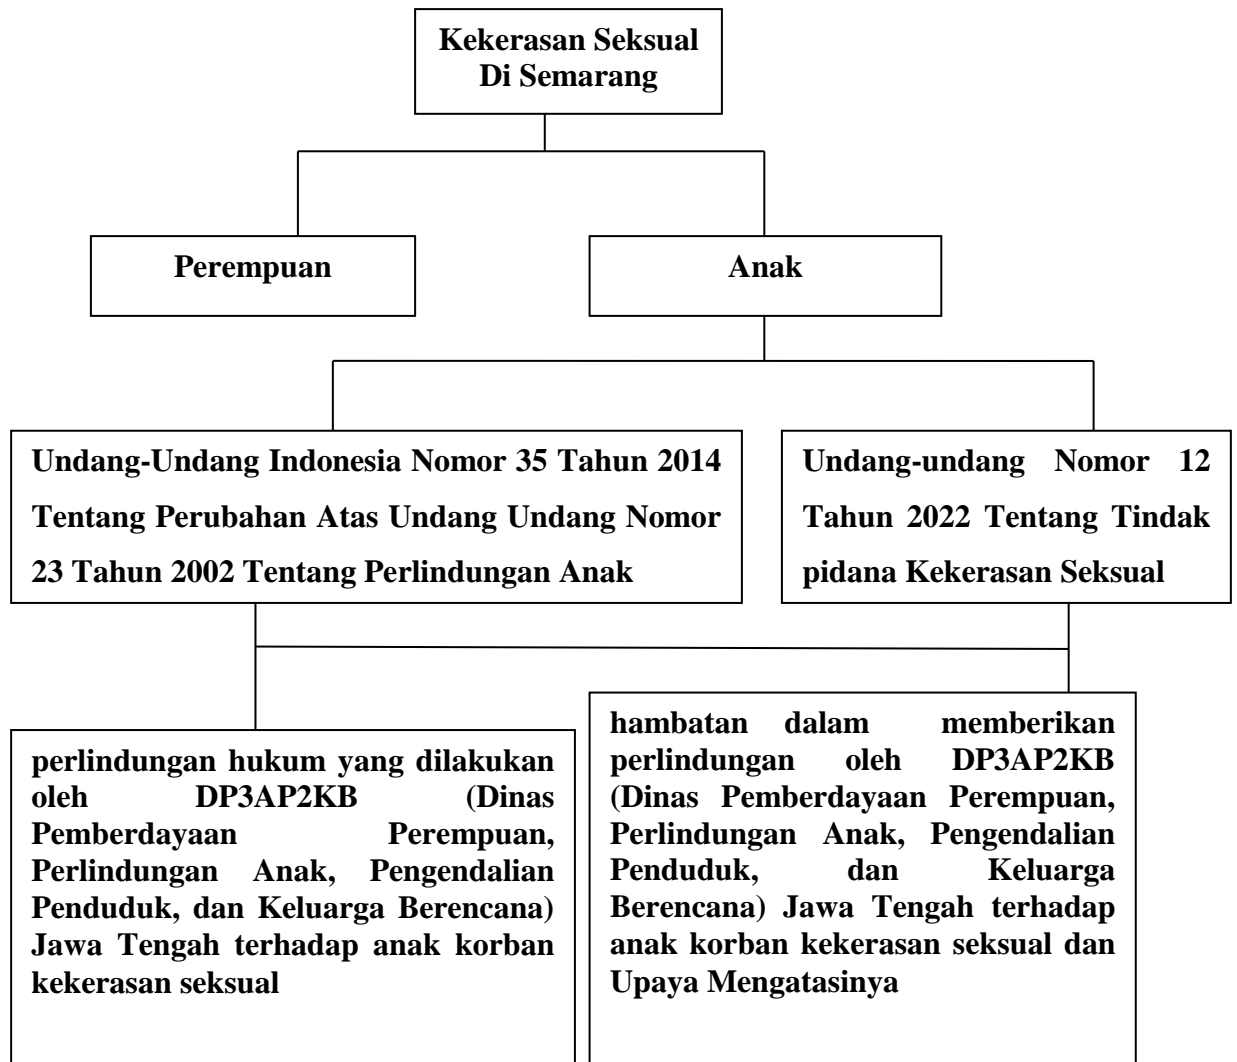 Kekerasan Seksual
Di Semarang
Perempuan
Anak
Undang-Undang Indonesia Nomor 35 Tahun 2014
Tentang Perubahan Atas Undang Undang Nomor
23 Tahun 2002 Tentang Perlindungan Anak
Undang-undang Nomor 12
Tahun 2022 Tentang Tindak
pidana Kekerasan Seksual
perlindungan hukum yang dilakukan
oleh DP3AP2KB (Dinas
Pemberdayaan Perempuan,
Perlindungan Anak, Pengendalian
Penduduk, dan Keluarga Berencana)
Jawa Tengah terhadap anak korban
kekerasan seksual
hambatan dalam memberikan
perlindungan oleh DP3AP2KB
(Dinas Pemberdayaan Perempuan,
Perlindungan Anak, Pengendalian
Penduduk, dan Keluarga
Berencana) Jawa Tengah terhadap
anak korban kekerasan seksual dan
Upaya Mengatasinya